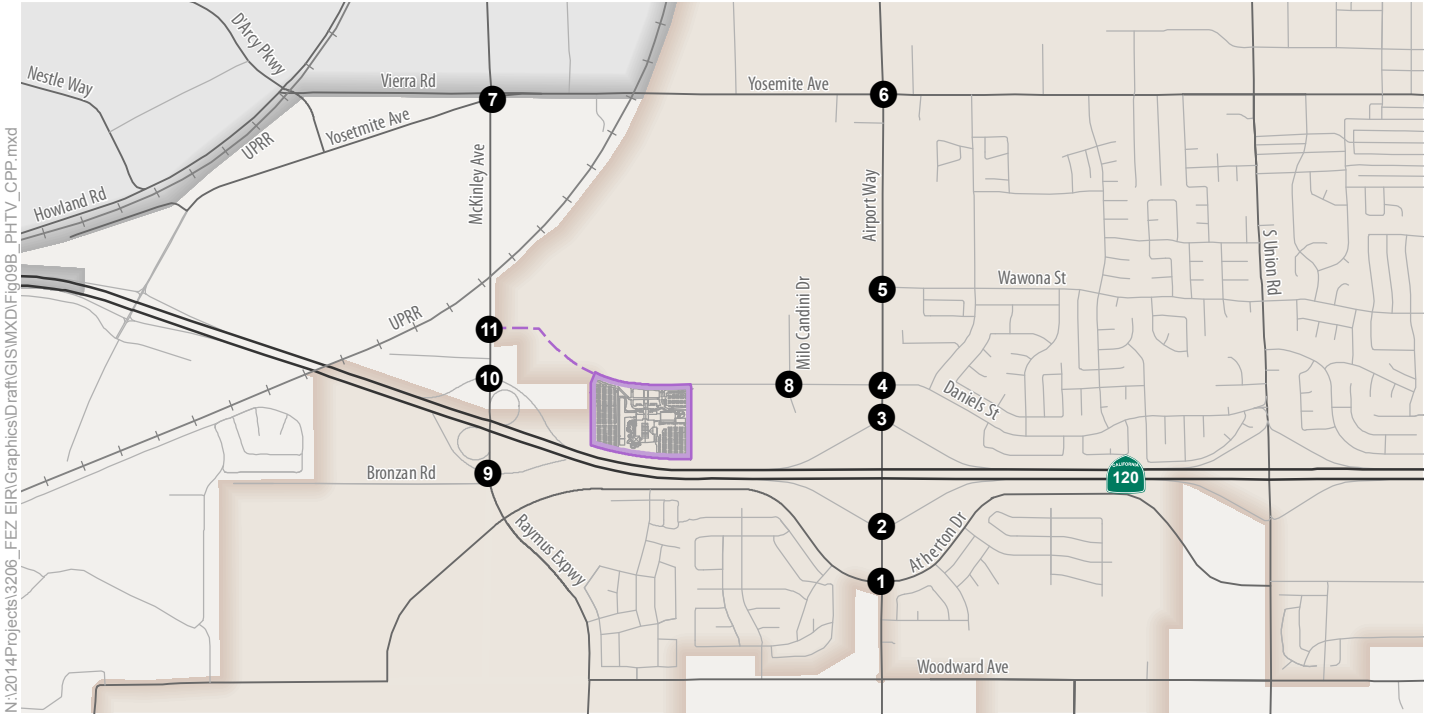 D'Arcy Pkwy
Nestle Way
Vierra Rd
Yosemite Ave
7
6
Yosetmite Ave
UPRR
McKinley Ave
Airport Way
Howland Rd
S Union Rd
Milo Candini Dr
Wawona St
5
UPRR
11
10
8
4
Daniels St
3
Bronzan Rd
9
CALIFORNIA
120
Raymus Expwy
2
Atherton Dr
1
Woodward Ave
N:\2014Projects\3206_FEZ EIR\Graphics\Draft\GIS\MXD\Fig09B_PHTV_CPP.mxd